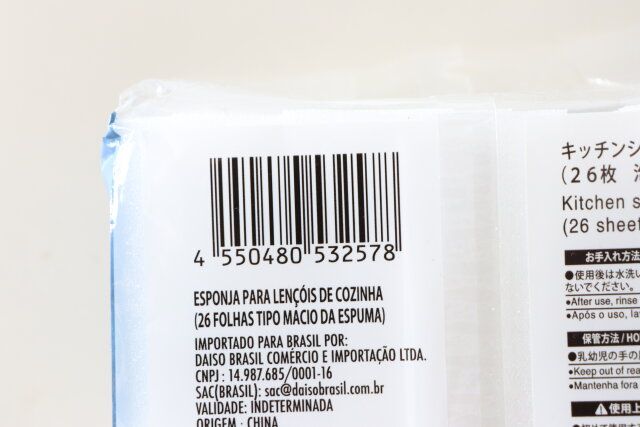 4 550480 532578
ESPONJA PARA LENÇÓIS DE COZINHA
(26 FOLHAS TIPO MACIO DA ESPUMA)
IMPORTADO PARA BRASIL POR:
DAISO BRASIL COMÉRCIO E IMPORTAÇÃO LTDA.
CNPJ : 14.987.685/0001-16
SAC(BRASIL): sac@daisobrasil.com.br
VALIDADE: INDETERMINADA
ORIGEM : CHINA
キッチンシ
(26枚
Kitchen s
(26 sheet
お手入れ方法
●使用後は水洗い
ないでください。
●After use, rinse
●Após o uso, la
保管方法/HO
●乳幼児の手の
●Keep out of rea
●Mantenha fora
使用上